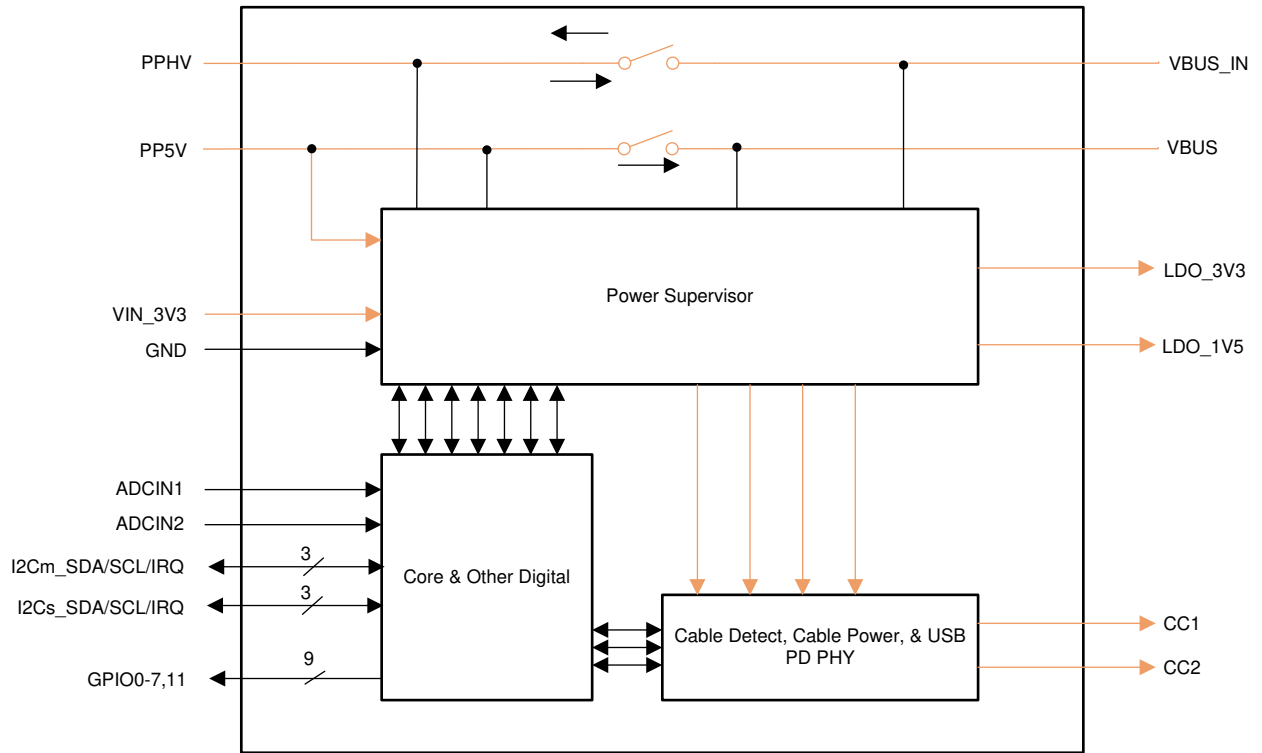 PPHV
VBUS_IN
PP5V
VBUS
Power Supervisor
LDO_3V3
VIN_3V3
GND
LDO_1V5
ADCIN1
ADCIN2
I2Cm_SDA/SCL/IRQ
3
I2Cs_SDA/SCL/IRQ
3
Core & Other Digital
GPIO0-7,11
9
Cable Detect, Cable Power, & USB
PD PHY
CC1
CC2